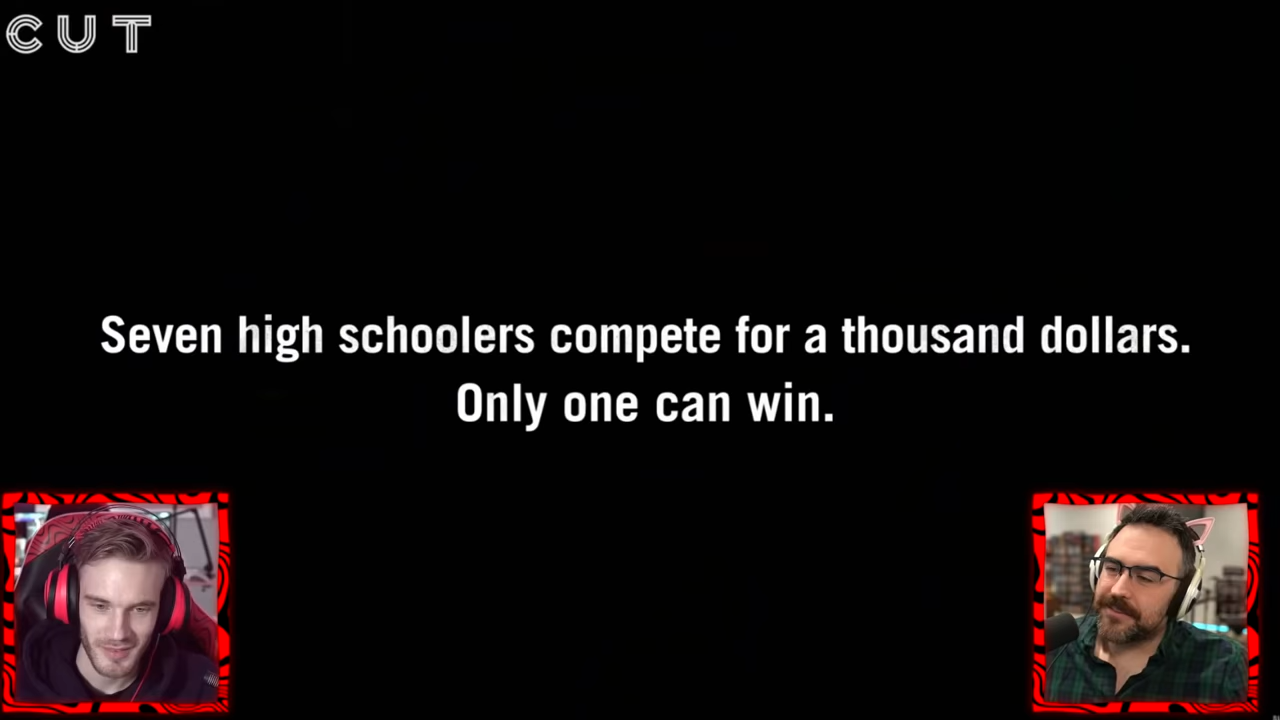 CUT
Seven high schoolers compete for a thousand dollars.
Only one can win.